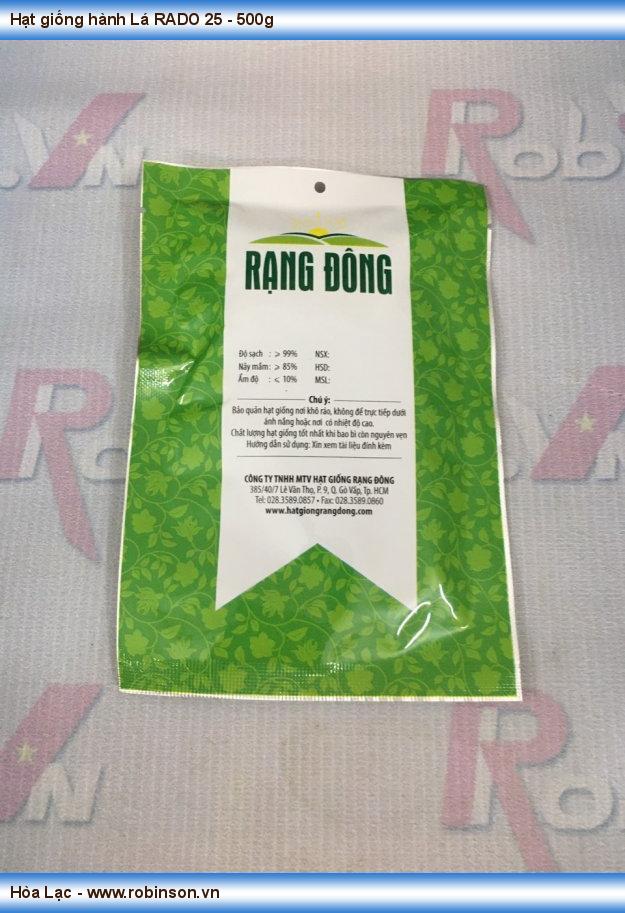 Hạt giống hành Lá RADO 25 - 500g
RẠNG ĐÔNG
Độ sạch : ⩾ 99% NSX:
Nảy mầm: ⩾ 85% HSD:
Ẩm độ : ⩽ 10% MSL:
Chú ý:
Bảo quản hạt giống nơi khô ráo, không để trực tiếp dưới
ánh nắng hoặc nơi có nhiệt độ cao.
Chất lượng hạt giống tốt nhất khi bao bì còn nguyên vẹn
Hướng dẫn sử dụng: Xin xem tài liệu đính kèm
CÔNG TY TNHH MTV HẠT GIỐNG RẠNG ĐÔNG
385/40/7 Lê Văn Thọ, P. 9, Q. Gò Vấp, Tp. HCM
Tel: 028.3589.0857 • Fax: 028.3589.0860
www.hatgiongrangdong.com
Hòa Lạc - www.robinson.vn